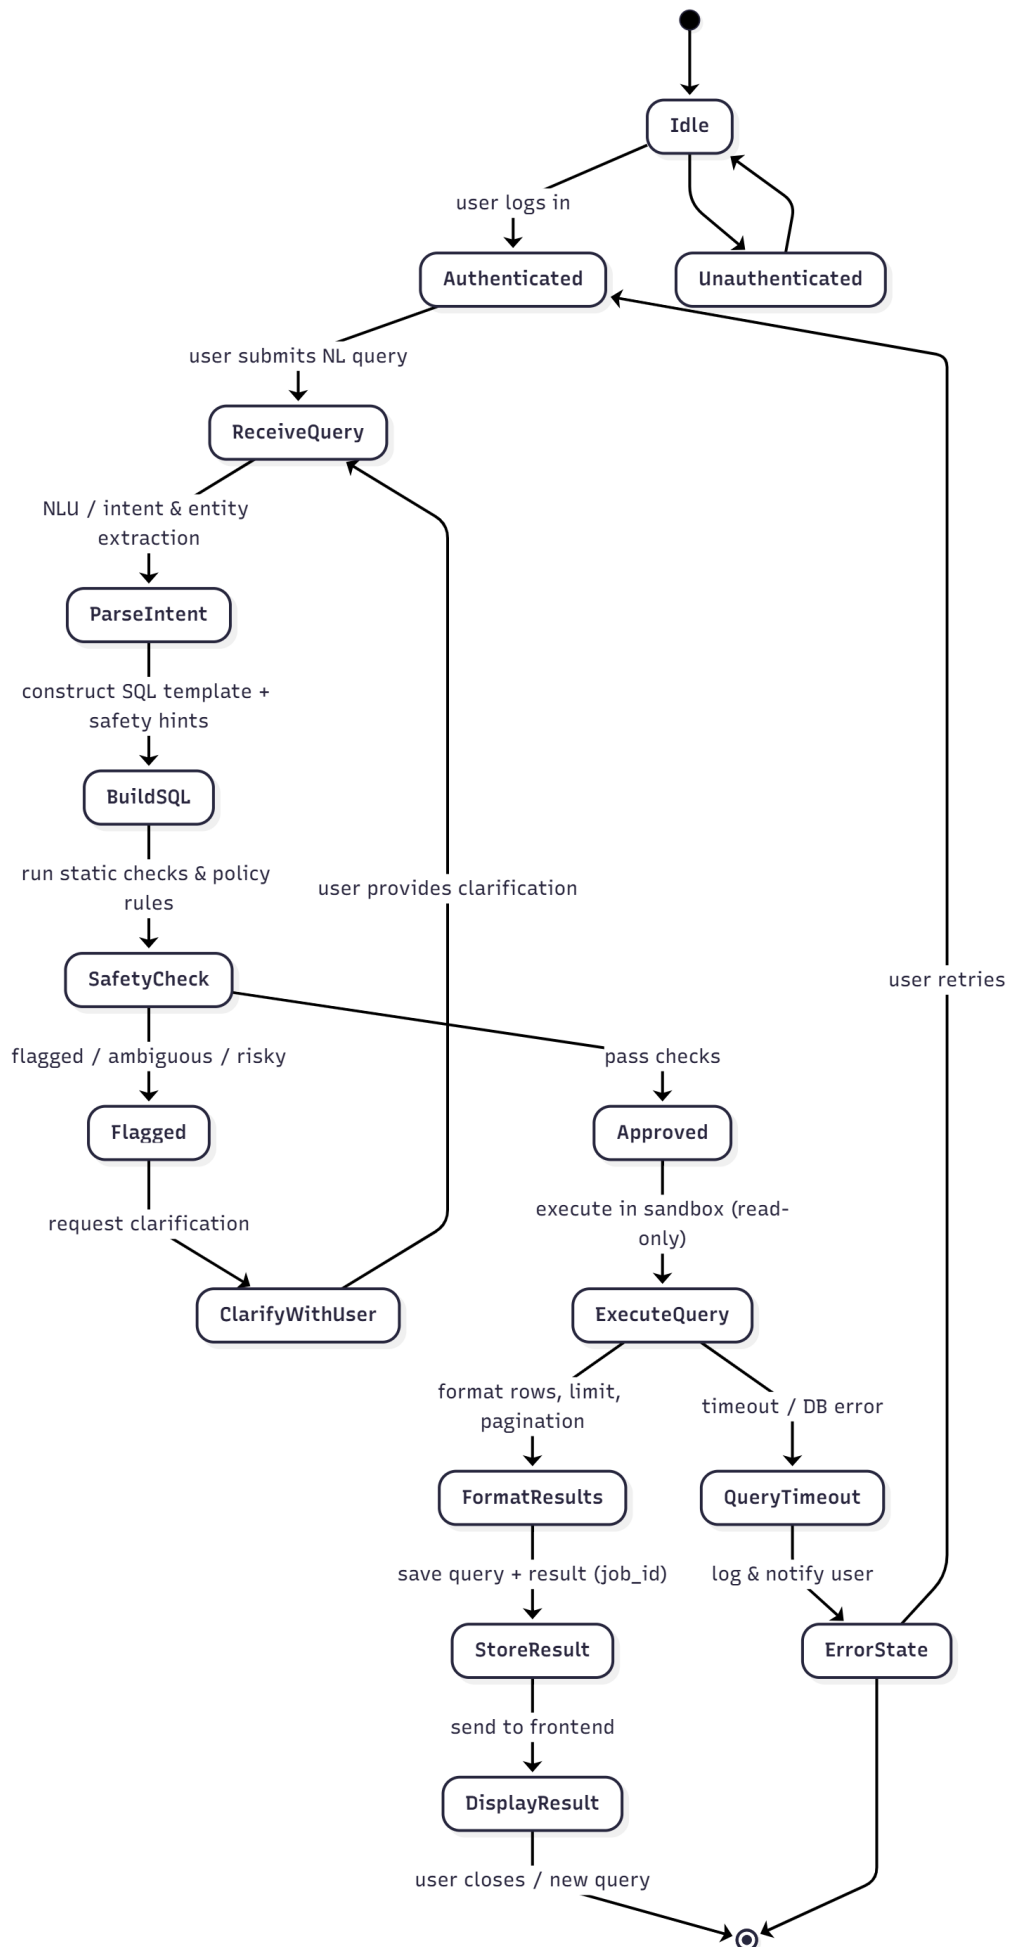 Idle
user logs in
Authenticated
Unauthenticated
user submits NL query
ReceiveQuery
NLU / intent & entity
extraction
ParseIntent
construct SQL template +
safety hints
BuildSQL
run static checks & policy
rules
user provides clarification
SafetyCheck
user retries
flagged / ambiguous / risky
pass checks
Flagged
Approved
request clarification
execute in sandbox (read-
only)
ClarifyWithUser
ExecuteQuery
format rows, limit,
pagination
timeout / DB error
FormatResults
QueryTimeout
save query + result (job_id)
log & notify user
StoreResult
ErrorState
send to frontend
DisplayResult
user closes / new query